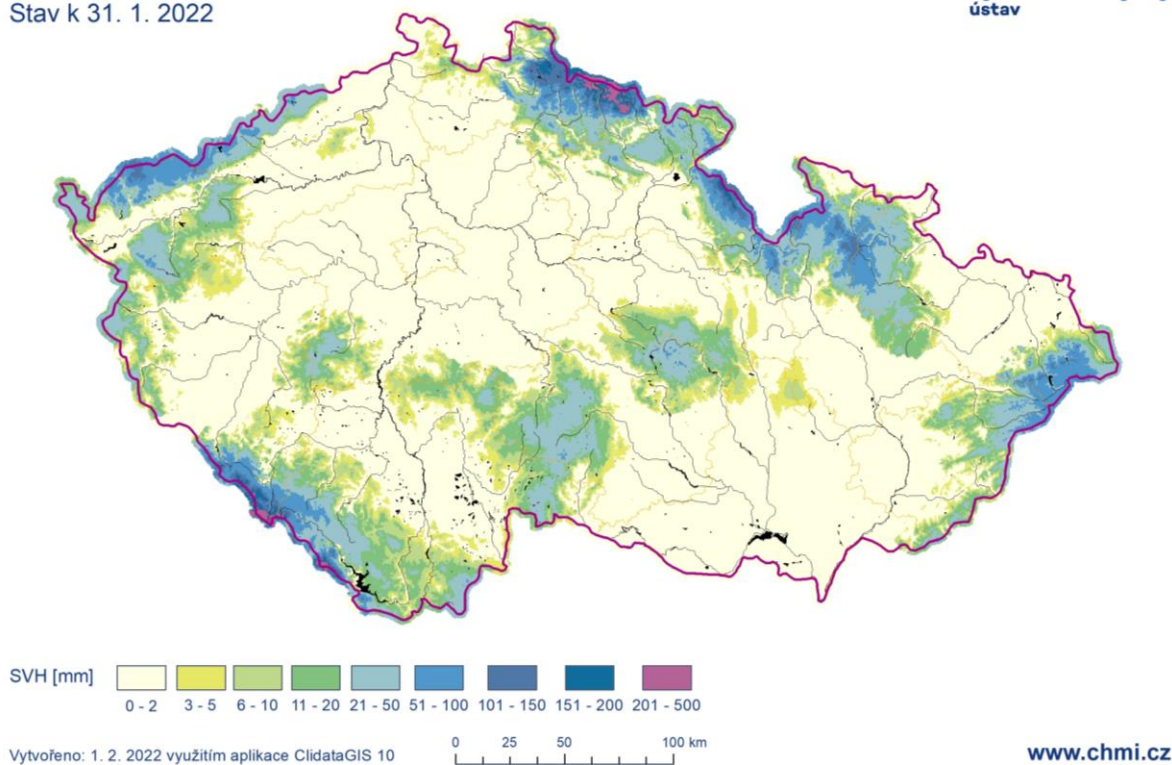 Stav k 31. 1. 2022
ústav
SVH [mm]
0 - 2 3 - 5 6 - 10 11 - 20 21 - 50 51 - 100 101 - 150 151 - 200 201 - 500
0 25 50 100 km
Vytvořeno: 1. 2. 2022 využitím aplikace ClidataGIS 10
www.chmi.cz